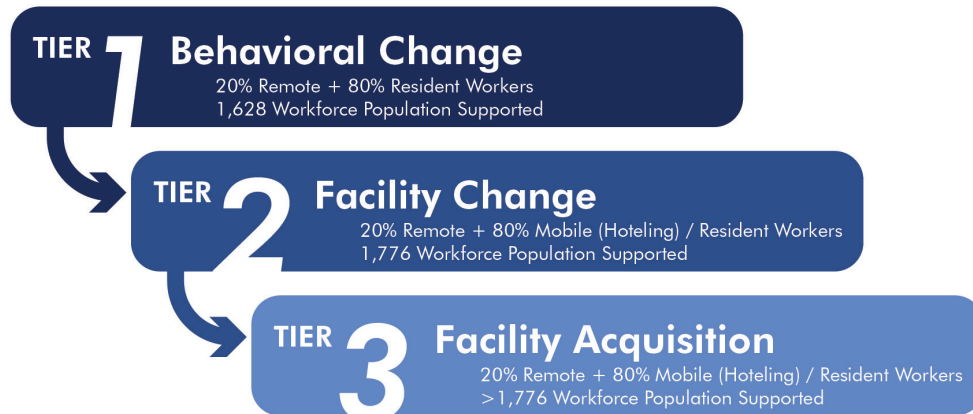 TIER 1 Behavioral Change
20% Remote + 80% Resident Workers
1,628 Workforce Population Supported
TIER 2 Facility Change
20% Remote + 80% Mobile (Hoteling) / Resident Workers
1,776 Workforce Population Supported
TIER 3 Facility Acquisition
20% Remote + 80% Mobile (Hoteling) / Resident Workers
>1,776 Workforce Population Supported